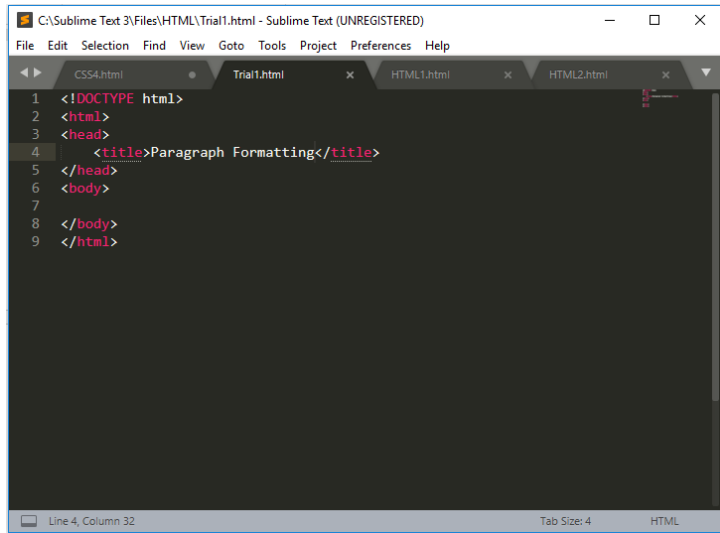 C:\Sublime Text 3\Files\HTML\Trial1.html - Sublime Text (UNREGISTERED)
File Edit Selection Find View Goto Tools Project Preferences Help
CSS4.html Trial1.html HTML1.html HTML2.html
1 <!DOCTYPE html>
2 <html>
3 <head>
4     <title>Paragraph Formatting</title>
5 </head>
6 <body>
7
8 </body>
9 </html>
Line 4, Column 32 Tab Size: 4 HTML